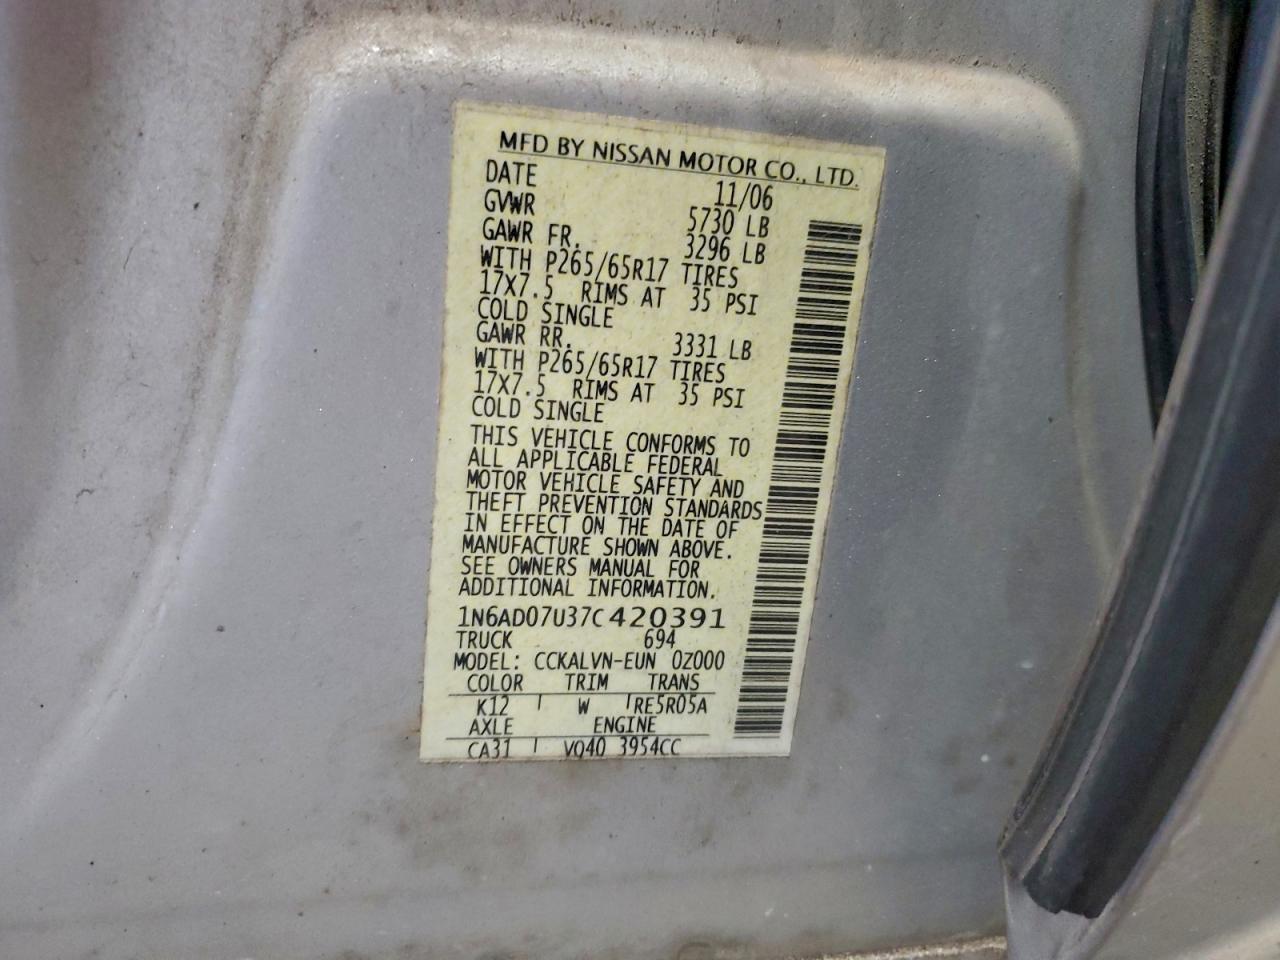 MFD BY NISSAN MOTOR CO., LTD.
DATE 11/06
GVWR 5730 LB
GAWR FR. 3296 LB
WITH P265/65R17 TIRES
17X7.5 RIMS AT 35 PSI
COLD SINGLE
GAWR RR. 3331 LB
WITH P265/65R17 TIRES
17X7.5 RIMS AT 35 PSI
COLD SINGLE
THIS VEHICLE CONFORMS TO
ALL APPLICABLE FEDERAL
MOTOR VEHICLE SAFETY AND
THEFT PREVENTION STANDARDS
IN EFFECT ON THE DATE OF
MANUFACTURE SHOWN ABOVE.
SEE OWNERS MANUAL FOR
ADDITIONAL INFORMATION.
1N6AD07U37C420391
TRUCK 694
MODEL: CCKALVN-EUN 0Z000
COLOR TRIM TRANS
K12 W RE5R05A
AXLE ENGINE
CA31 VQ40 3954CC